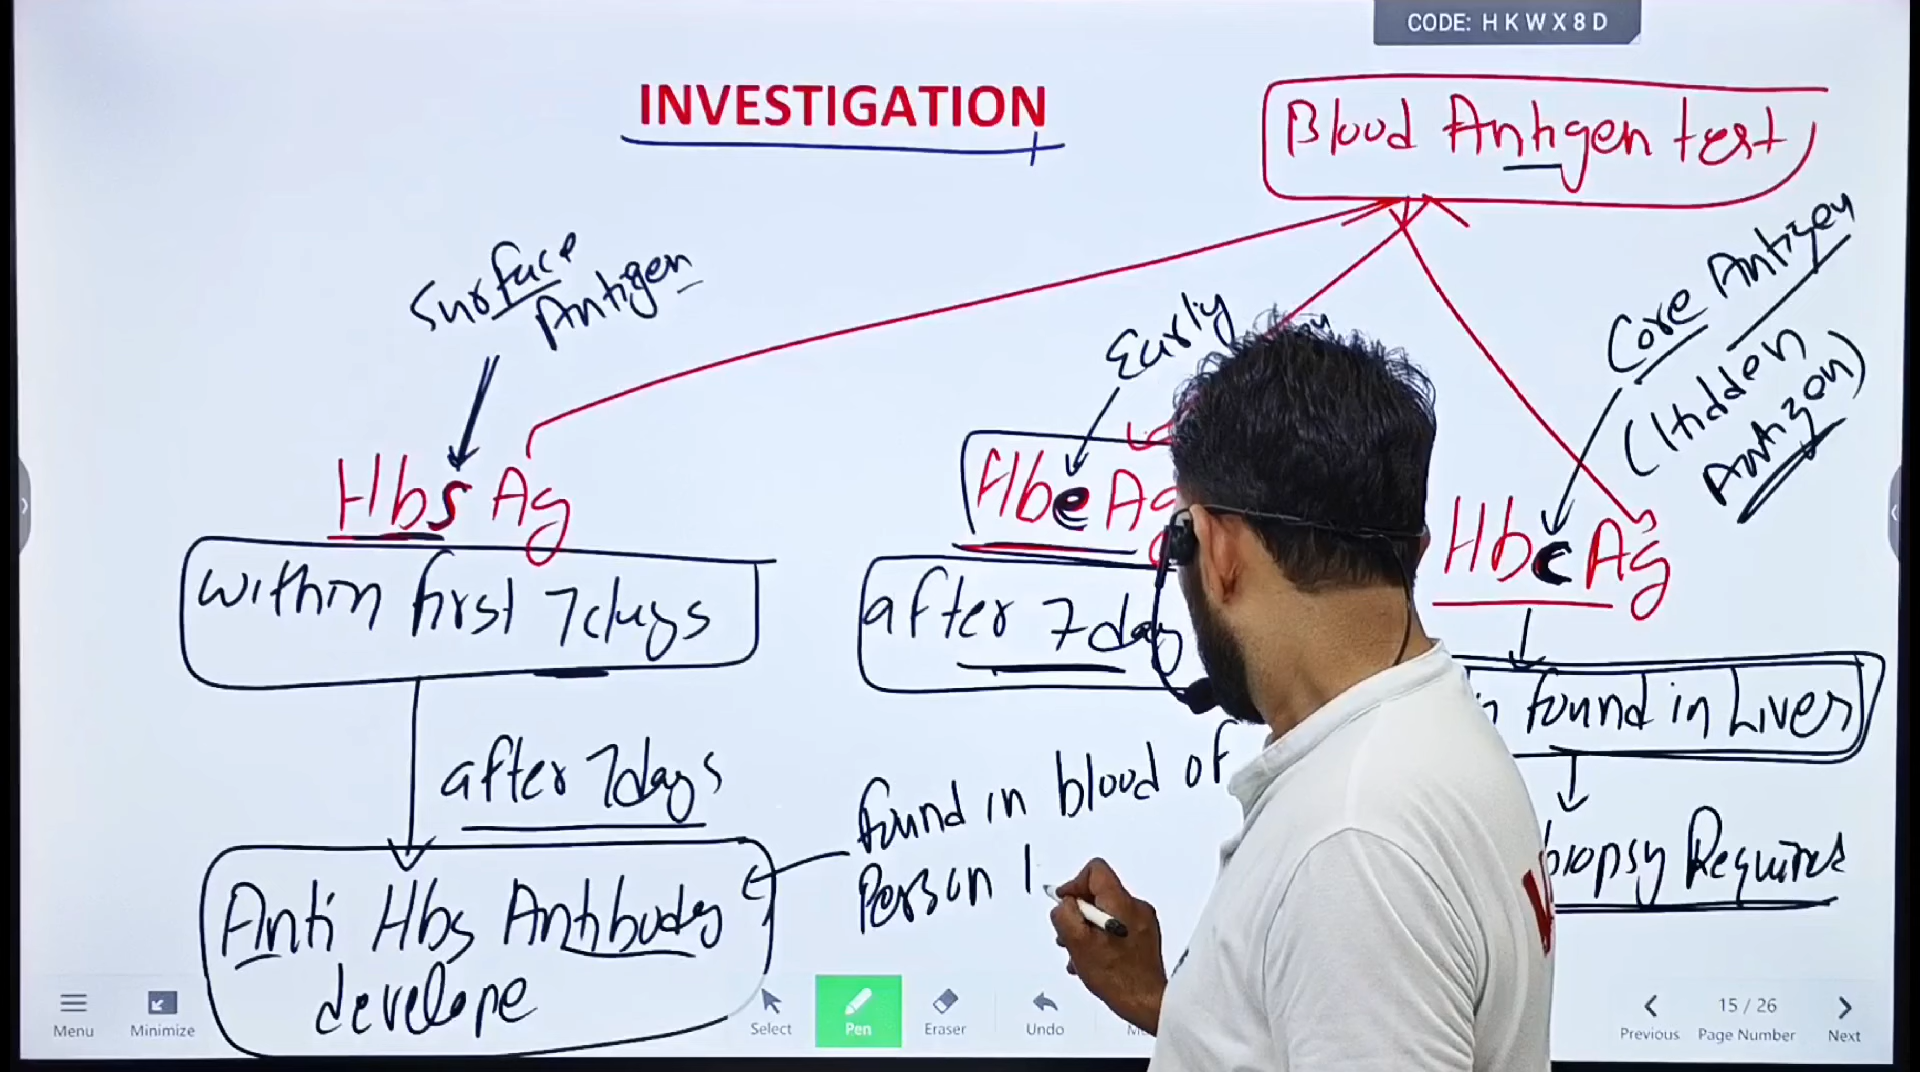 CODE: H K W X 8 D
INVESTIGATION
Blood Antigen test
Surface
Antigen
Early
Core Antigen
(Hidden
Antigen)
Hbs Ag
Hbe Ag
Hbc Ag
within first 7days
after 7day
found in Liver
after 7days
biopsy Required
found in blood of
Person
Anti Hbs Antibody
develope
Menu
Minimize
Select
Pen
Eraser
Undo
Previous
15 / 26
Page Number
Next